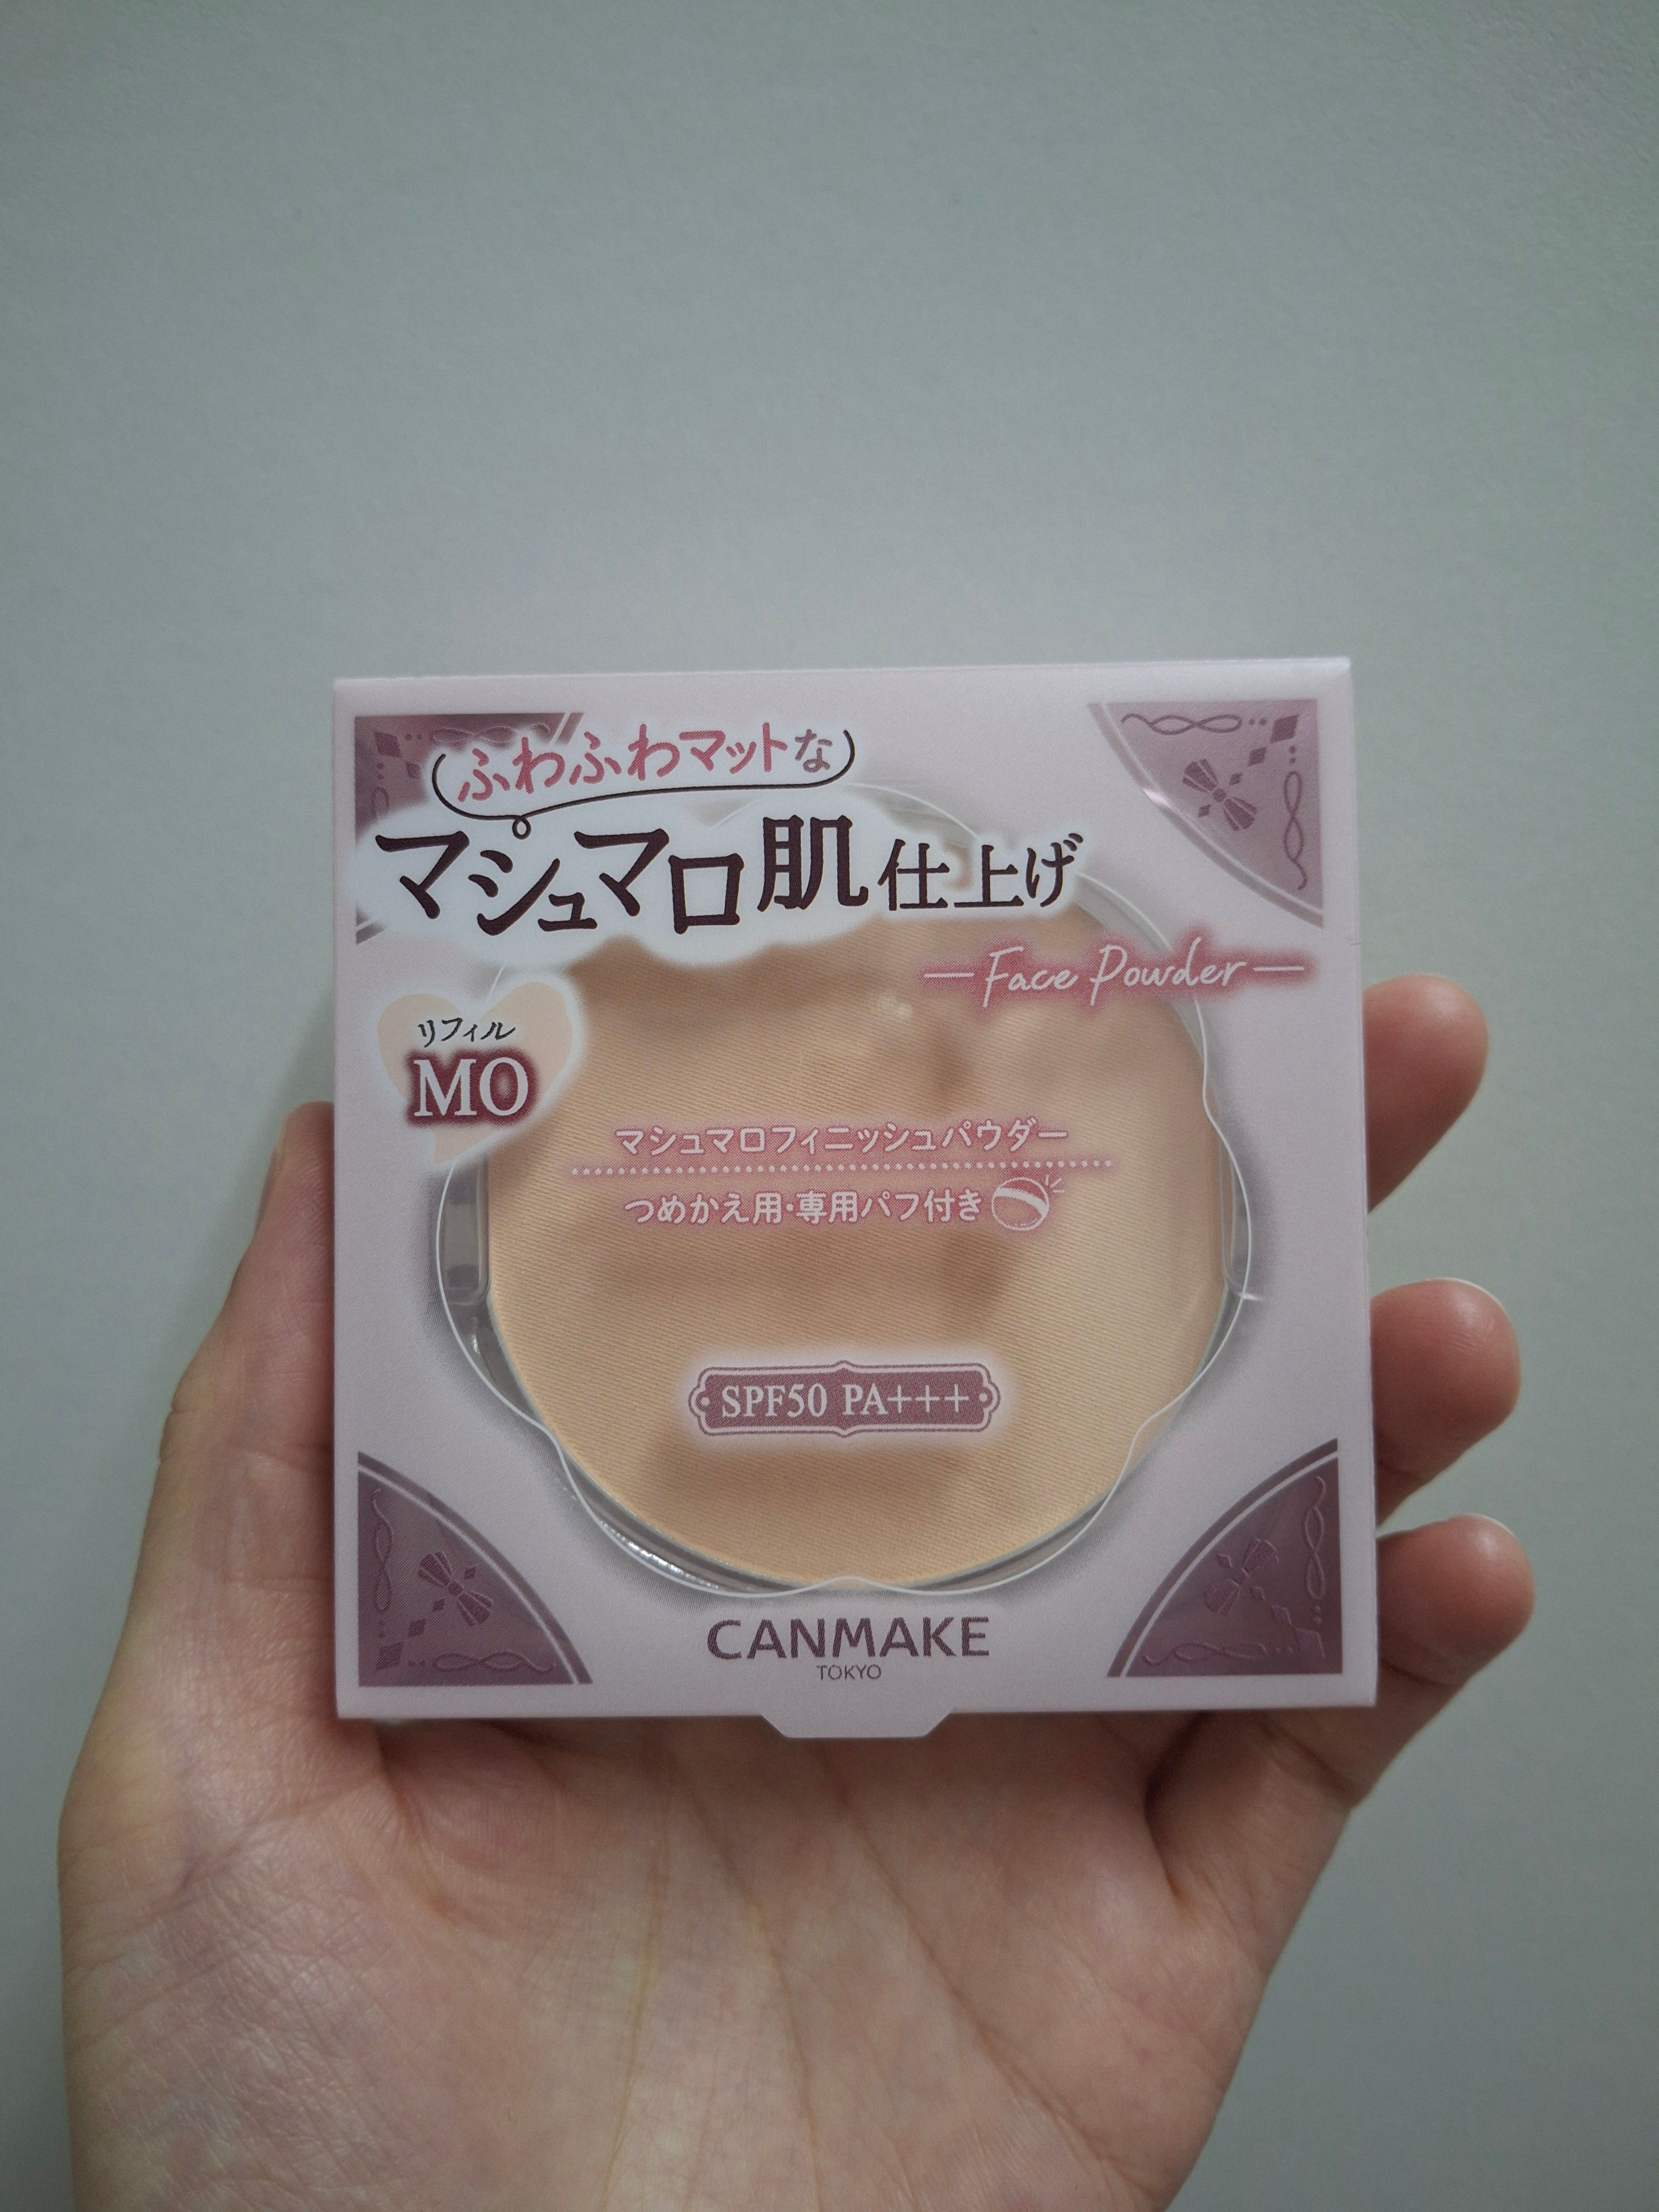 ふわふわマットな
マシュマロ肌仕上げ
Face Powder
リフィル
MO
マシュマロフィニッシュパウダー
つめかえ用・専用パフ付き
SPF50 PA+++
CANMAKE
TOKYO